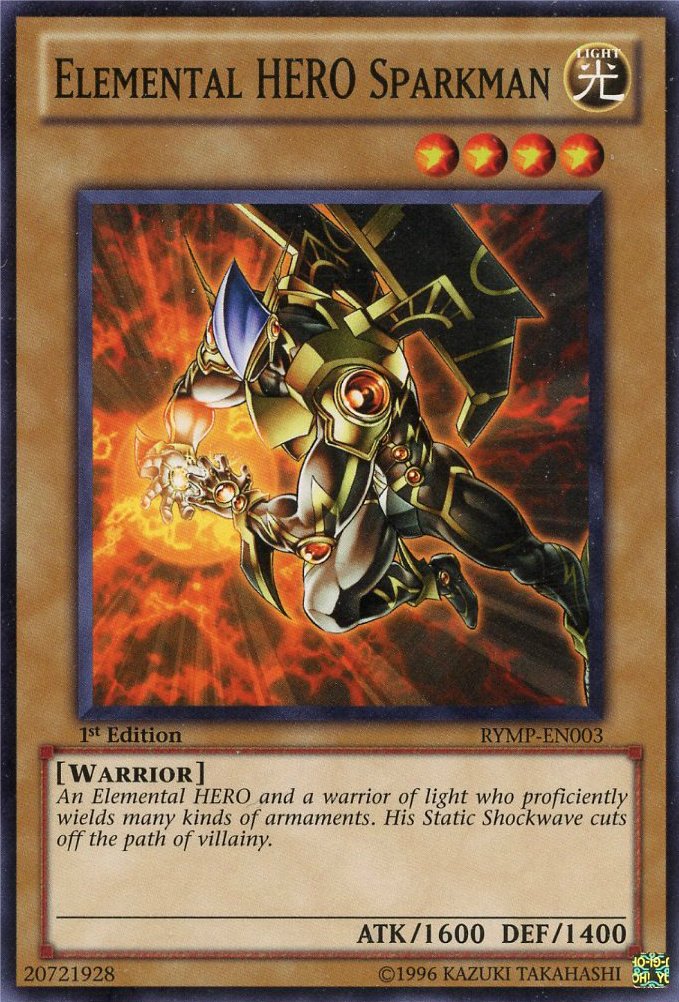 ELEMENTAL HERO SPARKMAN
LIGHT
光
1st Edition
RYMP-EN003
[WARRIOR]
An Elemental HERO and a warrior of light who proficiently
wields many kinds of armaments. His Static Shockwave cuts
off the path of villainy.
ATK/1600 DEF/1400
20721928
©1996 KAZUKI TAKAHASHI